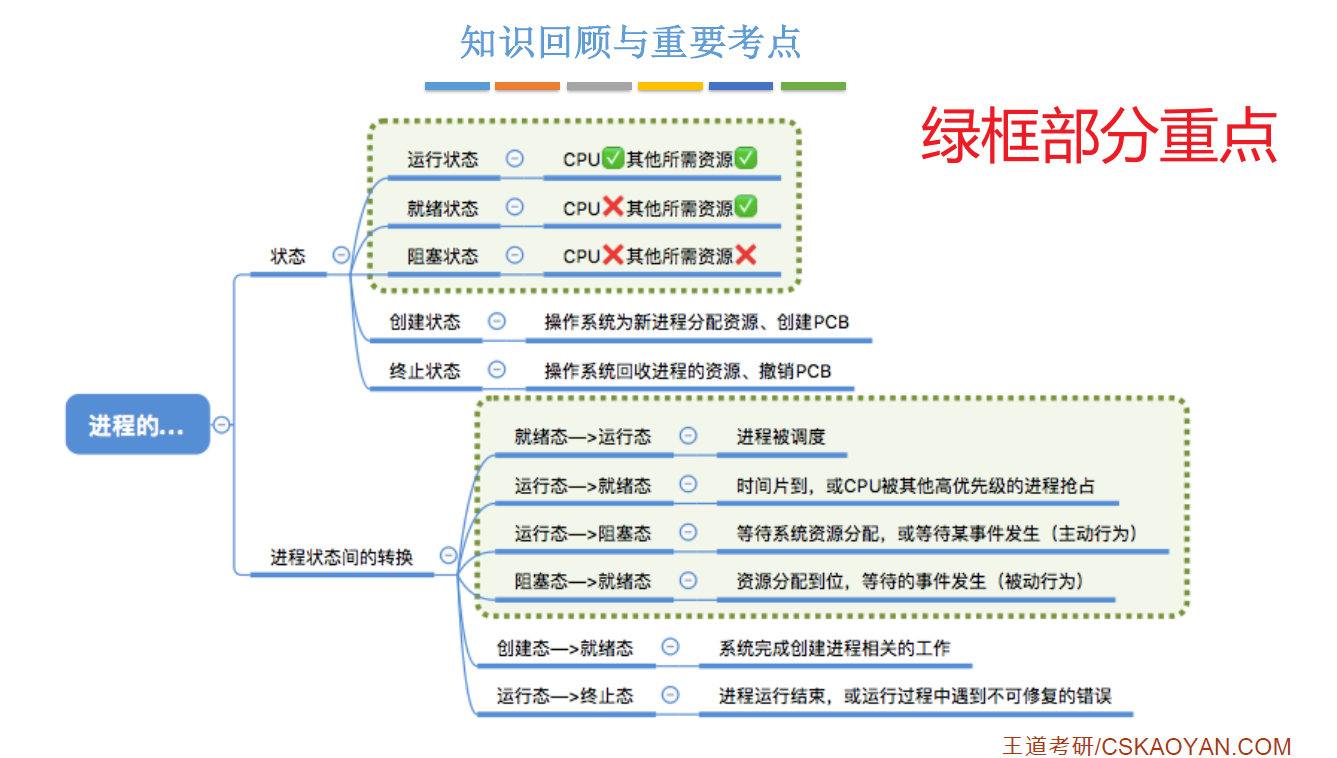 知识回顾与重要考点
绿框部分重点
进程的...
状态
运行状态
CPU✅其他所需资源✅
就绪状态
CPU❌其他所需资源✅
阻塞状态
CPU❌其他所需资源❌
创建状态
操作系统为新进程分配资源、创建PCB
终止状态
操作系统回收进程的资源、撤销PCB
进程状态间的转换
就绪态—>运行态
进程被调度
运行态—>就绪态
时间片到，或CPU被其他高优先级的进程抢占
运行态—>阻塞态
等待系统资源分配，或等待某事件发生（主动行为）
阻塞态—>就绪态
资源分配到位，等待的事件发生（被动行为）
创建态—>就绪态
系统完成创建进程相关的工作
运行态—>终止态
进程运行结束，或运行过程中遇到不可修复的错误
王道考研/CSKAOYAN.COM